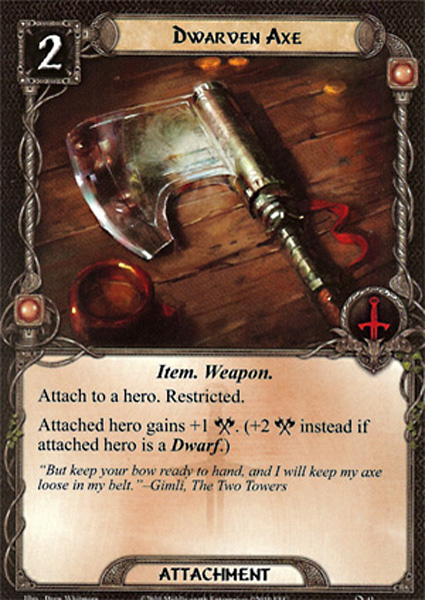 2
DWARVEN AXE
Item. Weapon.
Attach to a hero. Restricted.
Attached hero gains +1 . (+2 instead if
attached hero is a Dwarf.)
“But keep your bow ready to hand, and I will keep my axe
loose in my belt.”–Gimli, The Two Towers
ATTACHMENT